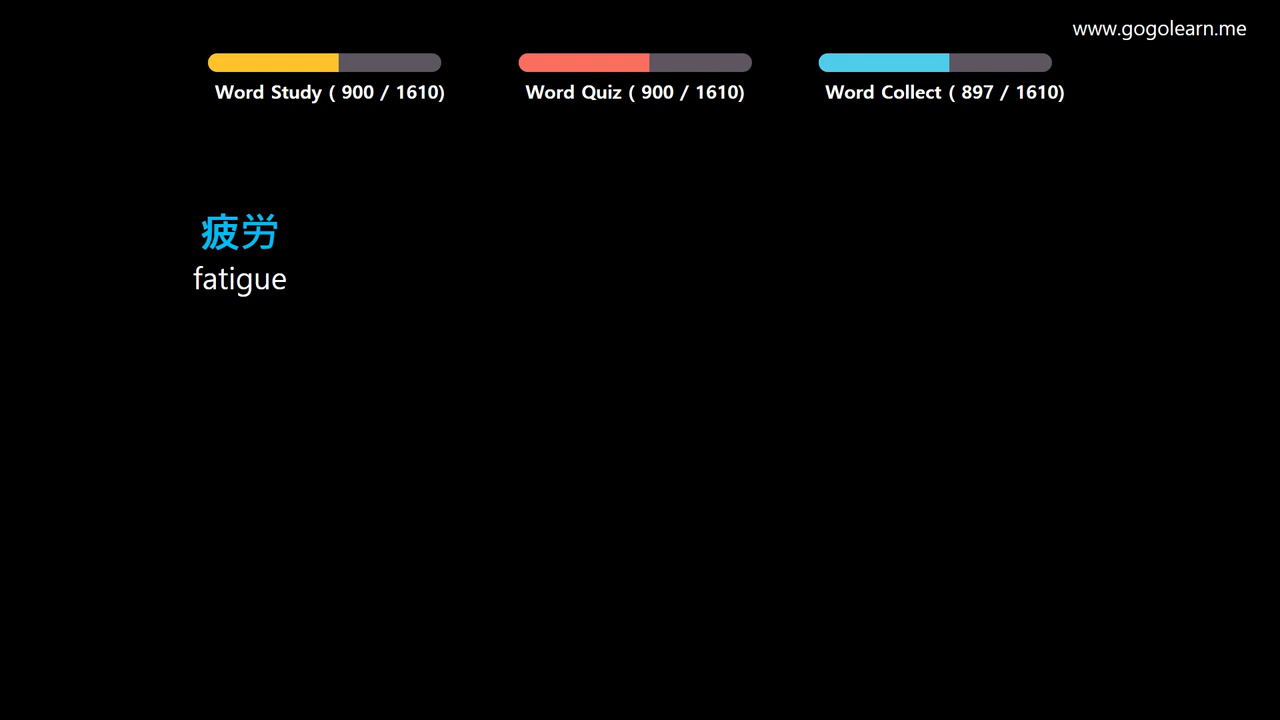 www.gogolearn.me
Word Study ( 900 / 1610)
Word Quiz ( 900 / 1610)
Word Collect ( 897 / 1610)
疲労
fatigue